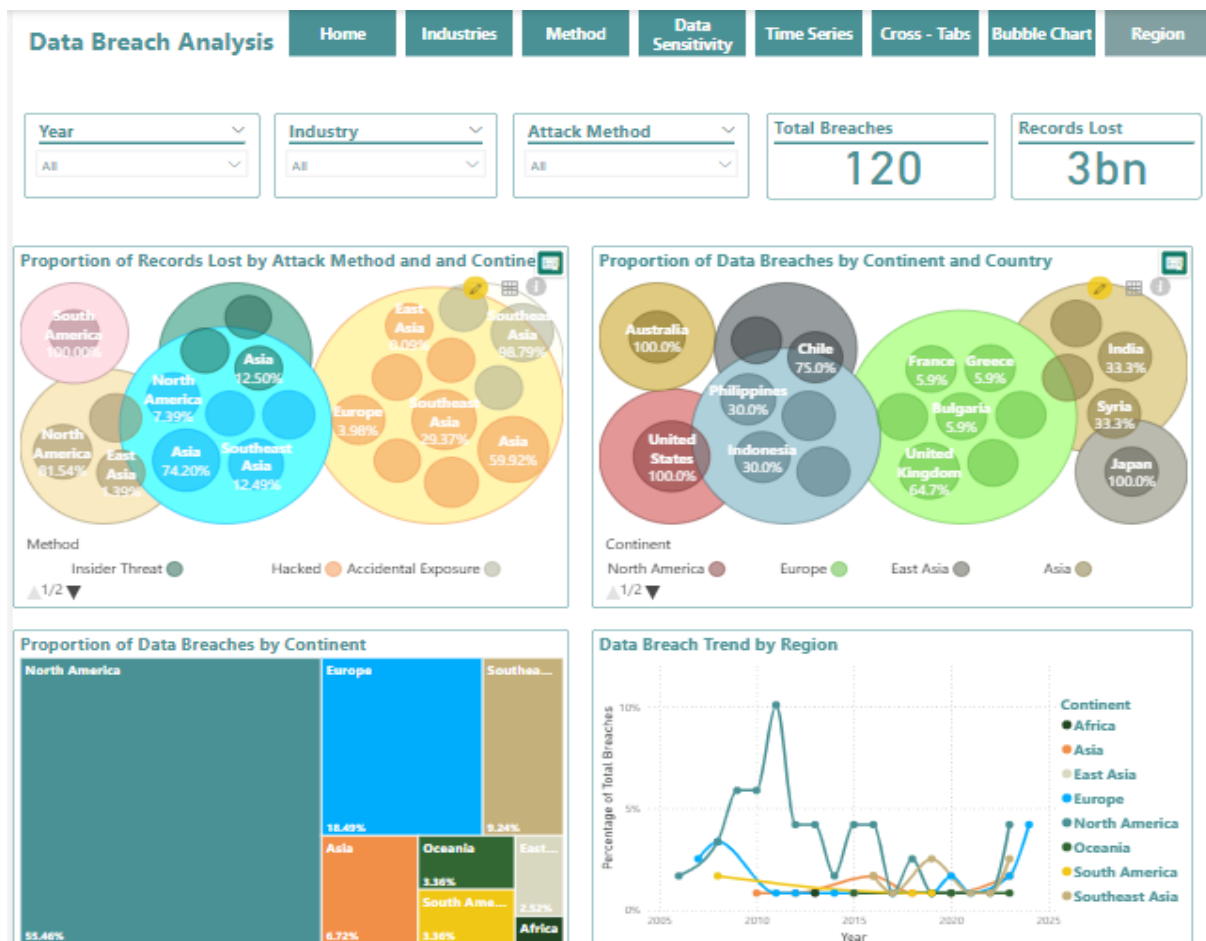 Data Breach Analysis
Home
Industries
Method
Data
Sensitivity
Time Series
Cross - Tabs
Bubble Chart
Region
Year
All
Industry
All
Attack Method
All
Total Breaches
120
Records Lost
3bn
Proportion of Records Lost by Attack Method and and Contine
South
America
100.00%
Asia
12.50%
North
America
7.39%
Asia
74.20%
Southeast
Asia
12.49%
North
America
81.54%
East
Asia
1.39%
East
Asia
0.09%
Southeast
Asia
98.79%
Europe
3.98%
Southeast
Asia
29.37%
Asia
59.92%
Method
Insider Threat
Hacked
Accidental Exposure
1/2
Proportion of Data Breaches by Continent and Country
Australia
100.0%
Chile
75.0%
Philippines
30.0%
Indonesia
30.0%
United
States
100.0%
France
5.9%
Greece
5.9%
Bulgaria
5.9%
United
Kingdom
64.7%
India
33.3%
Syria
33.3%
Japan
100.0%
Continent
North America
Europe
East Asia
Asia
1/2
Proportion of Data Breaches by Continent
North America
55.46%
Europe
18.49%
Southea...
9.24%
Asia
6.72%
Oceania
3.36%
South Ame...
3.36%
East...
2.52%
Africa
Data Breach Trend by Region
Percentage of Total Breaches
10%
5%
0%
2005
2010
2015
2020
2025
Year
Continent
Africa
Asia
East Asia
Europe
North America
Oceania
South America
Southeast Asia